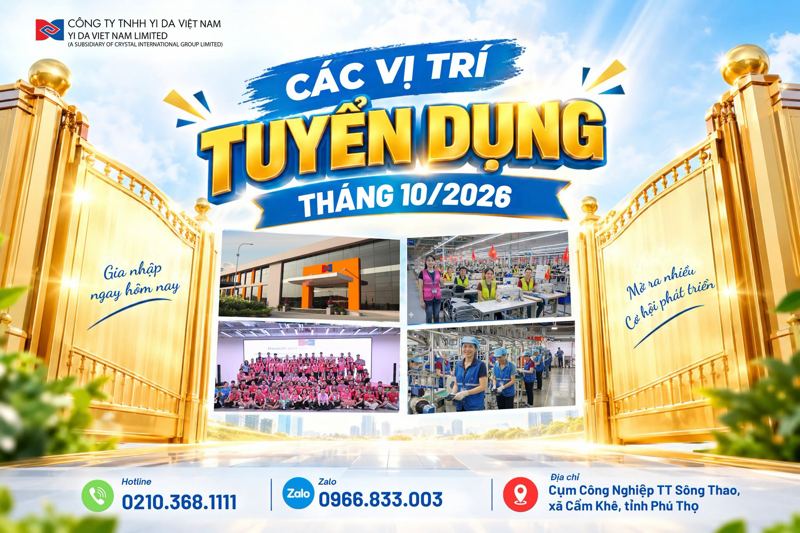 CÔNG TY TNHH YI DA VIỆT NAM
YI DA VIET NAM LIMITED
(A SUBSIDIARY OF CRYSTAL INTERNATIONAL GROUP LIMITED)
CÁC VỊ TRÍ
TUYỂN DỤNG
THÁNG 10/2026
Gia nhập
ngay hôm nay
Mở ra nhiều
Cơ hội phát triển
Hotline
0210.368.1111
Zalo
Zalo
0966.833.003
Địa chỉ
Cụm Công Nghiệp TT Sông Thao,
xã Cẩm Khê, tỉnh Phú Thọ